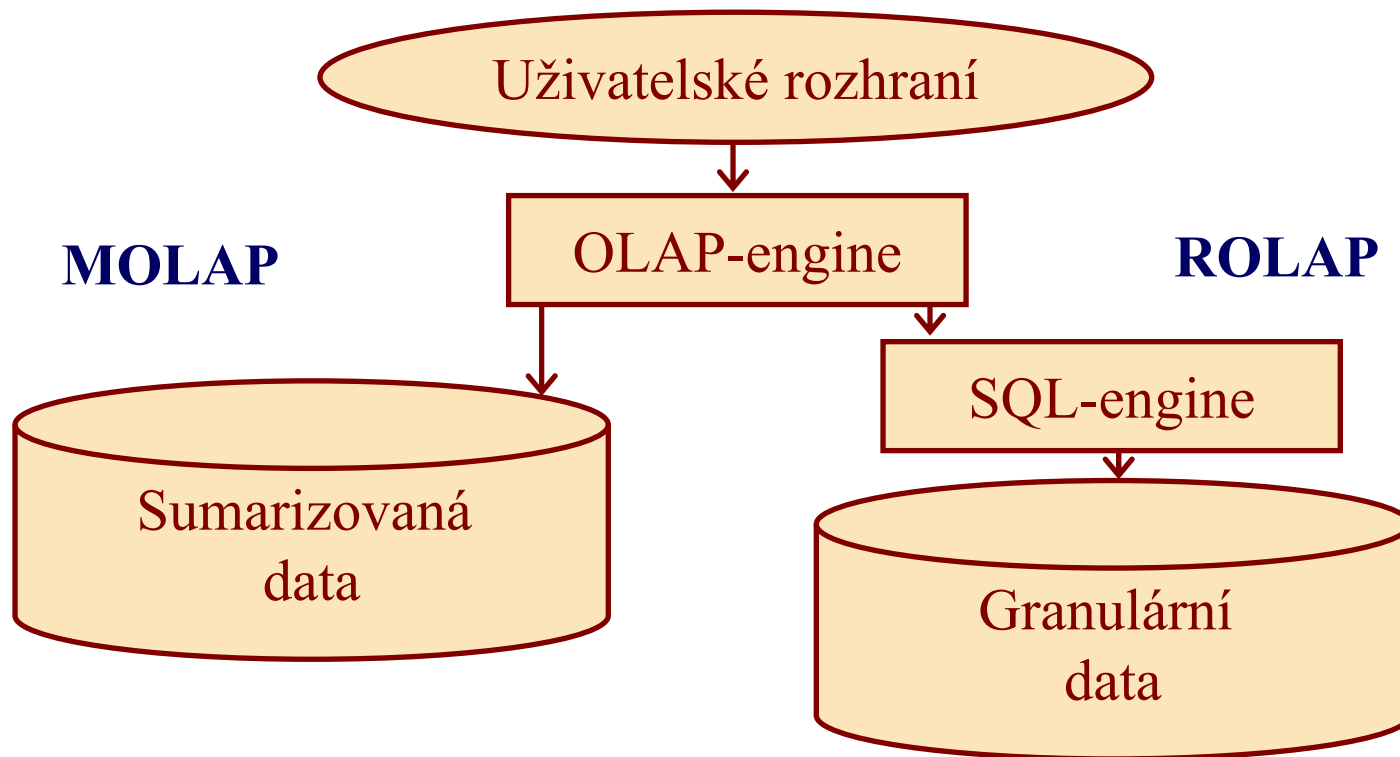 Uživatelské rozhraní
OLAP-engine
MOLAP
ROLAP
SQL-engine
Sumarizovaná
data
Granulární
data